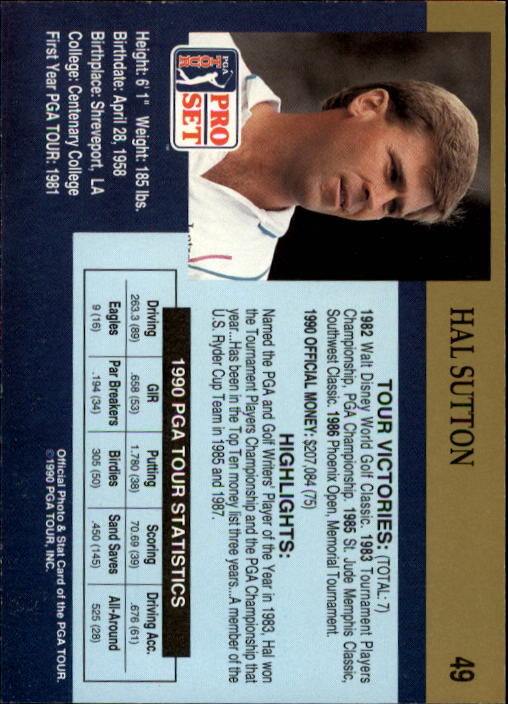 HAL SUTTON 49
PGA
TOUR
PRO
SET
TM
Height: 6' 1" Weight: 185 lbs.
Birthdate: April 28, 1958
Birthplace: Shreveport, LA
College: Centenary College
First Year PGA TOUR: 1981
TOUR VICTORIES: (TOTAL: 7)
1982 Walt Disney World Golf Classic. 1983 Tournament Players
Championship, PGA Championship. 1985 St. Jude Memphis Classic,
Southwest Classic. 1986 Phoenix Open, Memorial Tournament.
1990 OFFICIAL MONEY: $207,084 (75)
HIGHLIGHTS:
Named the PGA and Golf Writers' Player of the Year in 1983, Hal won
the Tournament Players Championship and the PGA Championship that
year...Has been in the Top Ten money list three years...A member of the
U.S. Ryder Cup Team in 1985 and 1987.
1990 PGA TOUR STATISTICS
Driving GIR Putting Scoring Driving Acc.
263.3 (89) .658 (53) 1.780 (38) 70.69 (39) .676 (61)
Eagles Par Breakers Birdies Sand Saves All-Around
9 (16) .194 (34) 305 (50) .450 (145) 525 (28)
Official Photo & Stat Card of the PGA TOUR.
©1990 PGA TOUR, INC.